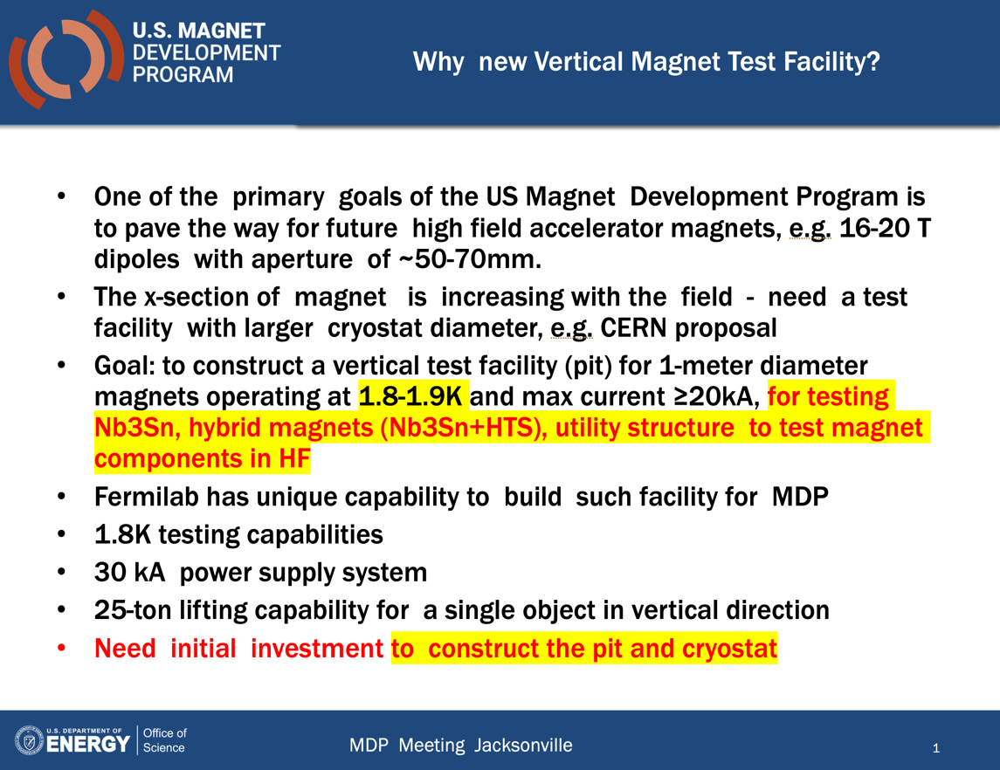 U.S. MAGNET
DEVELOPMENT
PROGRAM
Why new Vertical Magnet Test Facility?
• One of the primary goals of the US Magnet Development Program is
to pave the way for future high field accelerator magnets, e.g. 16-20 T
dipoles with aperture of ~50-70mm.
• The x-section of magnet is increasing with the field - need a test
facility with larger cryostat diameter, e.g. CERN proposal
• Goal: to construct a vertical test facility (pit) for 1-meter diameter
magnets operating at 1.8-1.9K and max current ≥20kA, for testing
Nb3Sn, hybrid magnets (Nb3Sn+HTS), utility structure to test magnet
components in HF
• Fermilab has unique capability to build such facility for MDP
• 1.8K testing capabilities
• 30 kA power supply system
• 25-ton lifting capability for a single object in vertical direction
• Need initial investment to construct the pit and cryostat
U.S. DEPARTMENT OF
ENERGY
Office of
Science
MDP Meeting Jacksonville
1